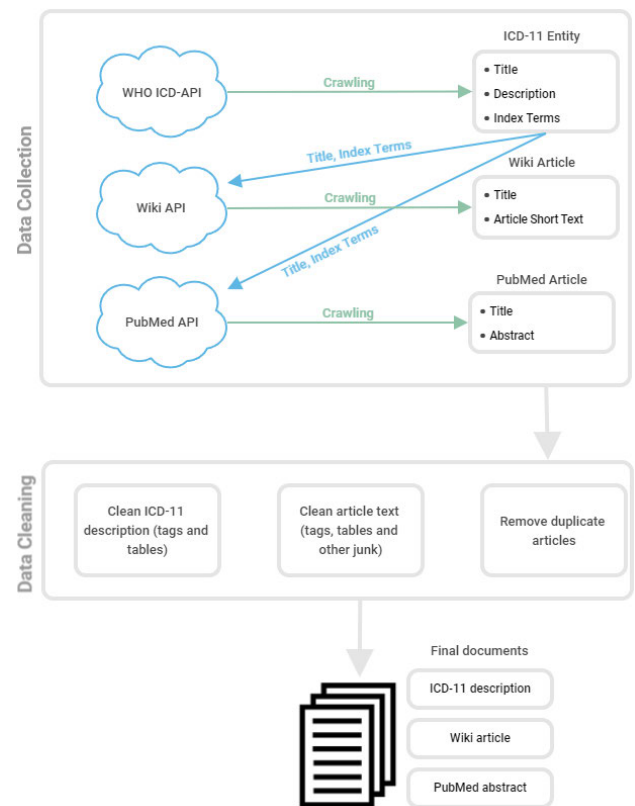 Data Collection
ICD-11 Entity
WHO ICD-API
Crawling
• Title
• Description
• Index Terms
Title, Index Terms
Wiki Article
Wiki API
Crawling
• Title
• Article Short Text
Title, Index Terms
PubMed Article
PubMed API
Crawling
• Title
• Abstract
Data Cleaning
Clean ICD-11
description (tags and
tables)
Clean article text
(tags, tables and
other junk)
Remove duplicate
articles
Final documents
ICD-11 description
Wiki article
PubMed abstract